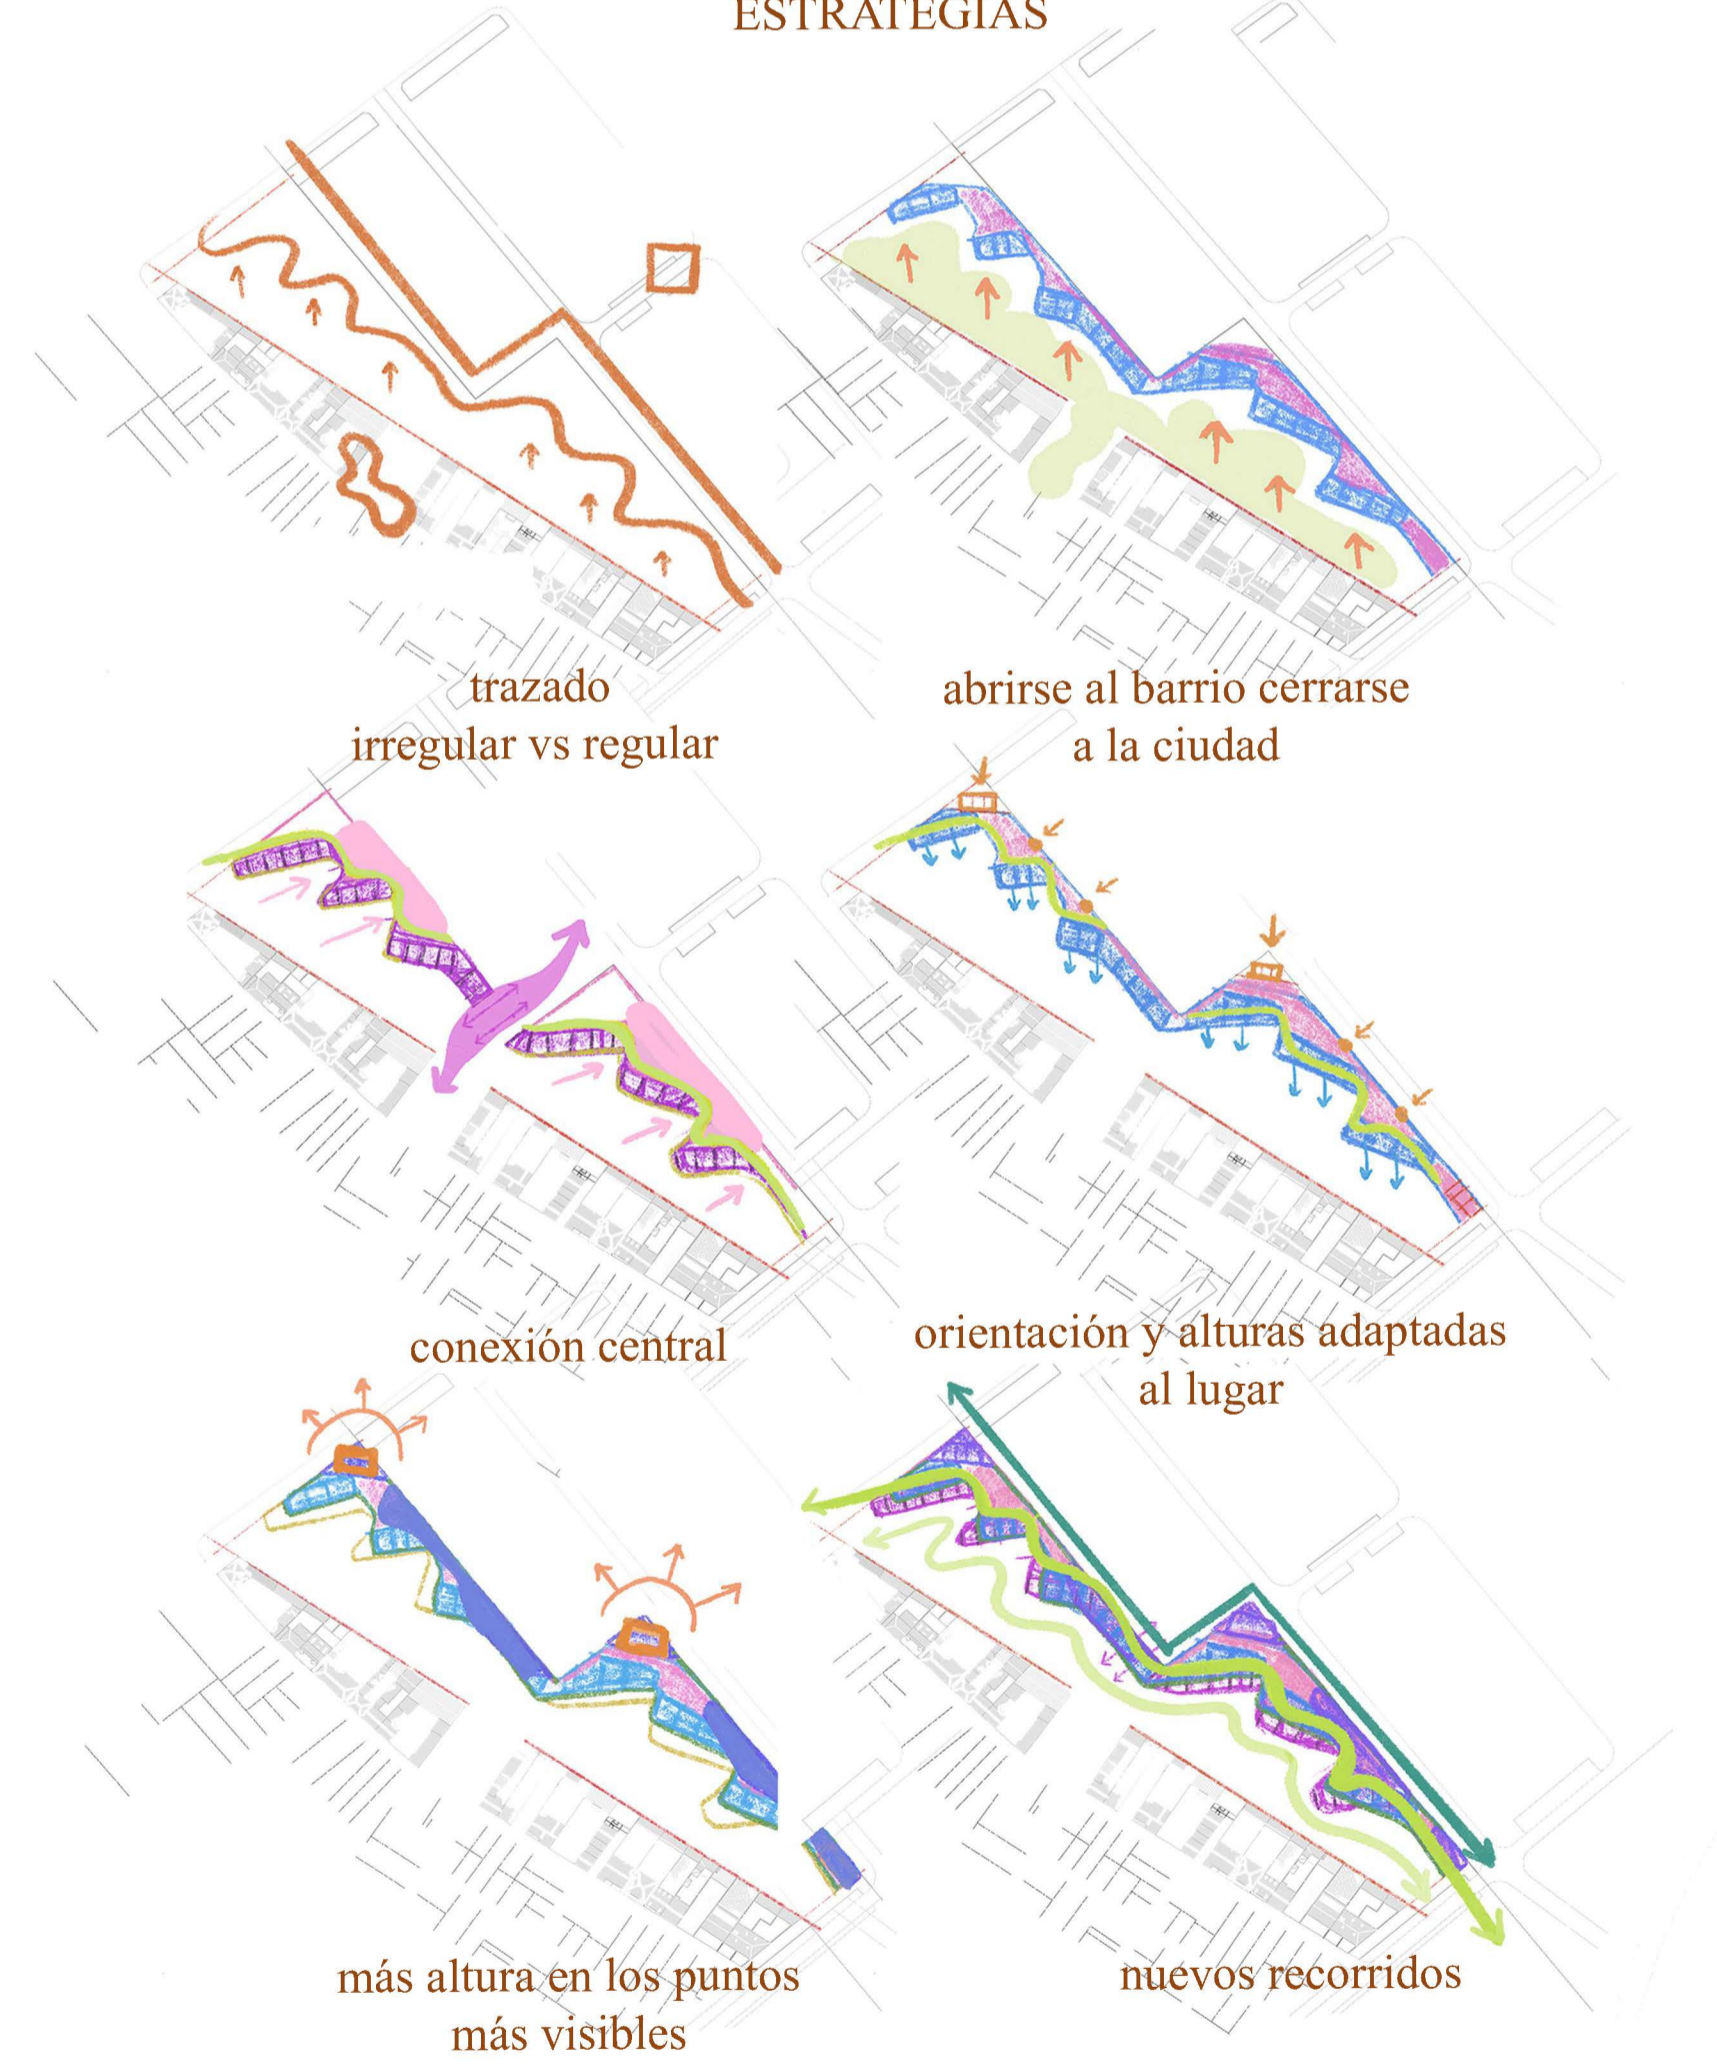 ESTRATEGIAS
trazado
irregular vs regular
abrirse al barrio cerrarse
a la ciudad
conexión central
orientación y alturas adaptadas
al lugar
más altura en los puntos
más visibles
nuevos recorridos